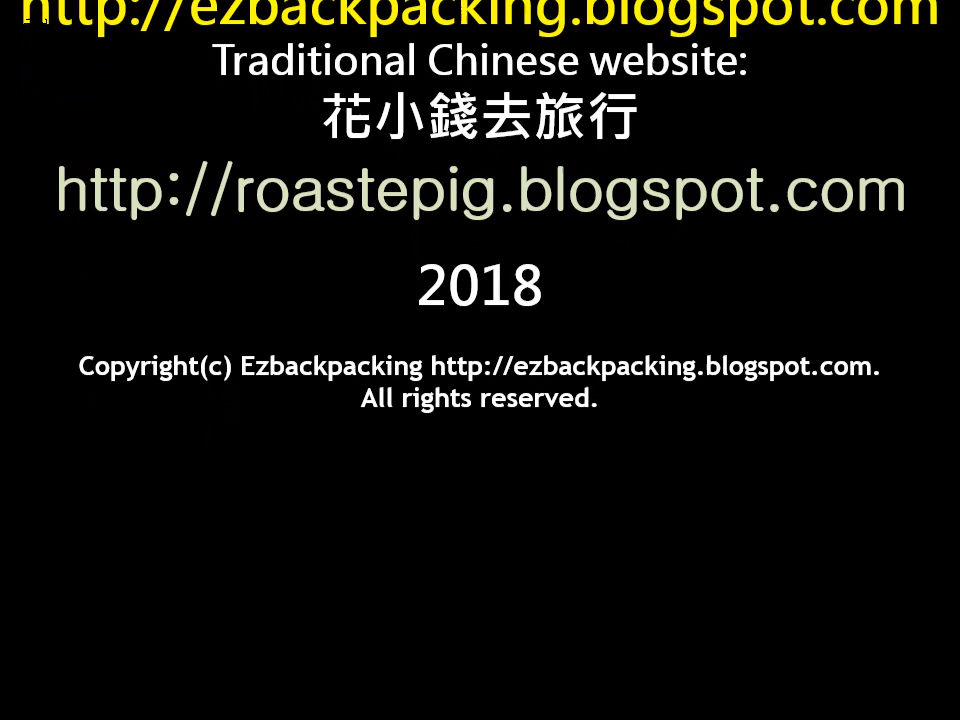 http://ezbackpacking.blogspot.com
Traditional Chinese website:
花小錢去旅行
http://roastepig.blogspot.com
2018
Copyright(c) Ezbackpacking http://ezbackpacking.blogspot.com.
All rights reserved.